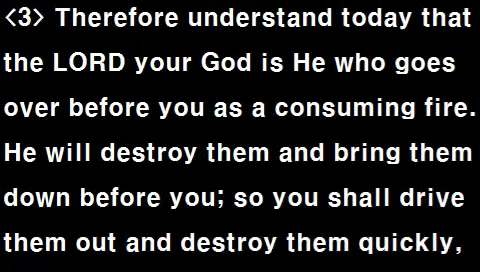 <3> Therefore understand today that
the LORD your God is He who goes
over before you as a consuming fire.
He will destroy them and bring them
down before you; so you shall drive
them out and destroy them quickly,